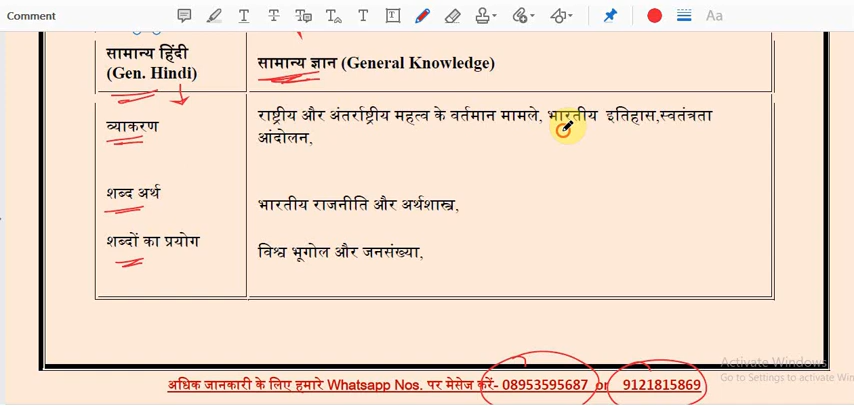 Comment
Aa
सामान्य हिंदी
(Gen. Hindi)
सामान्य ज्ञान (General Knowledge)
व्याकरण
राष्ट्रीय और अंतर्राष्ट्रीय महत्व के वर्तमान मामले, भारतीय इतिहास,स्वतंत्रता
आंदोलन,
शब्द अर्थ
भारतीय राजनीति और अर्थशास्त्र,
शब्दों का प्रयोग
विश्व भूगोल और जनसंख्या,
Activate Windows
Go to Settings to activate Win
अधिक जानकारी के लिए हमारे Whatsapp Nos. पर मेसेज करें- 08953595687 or 9121815869